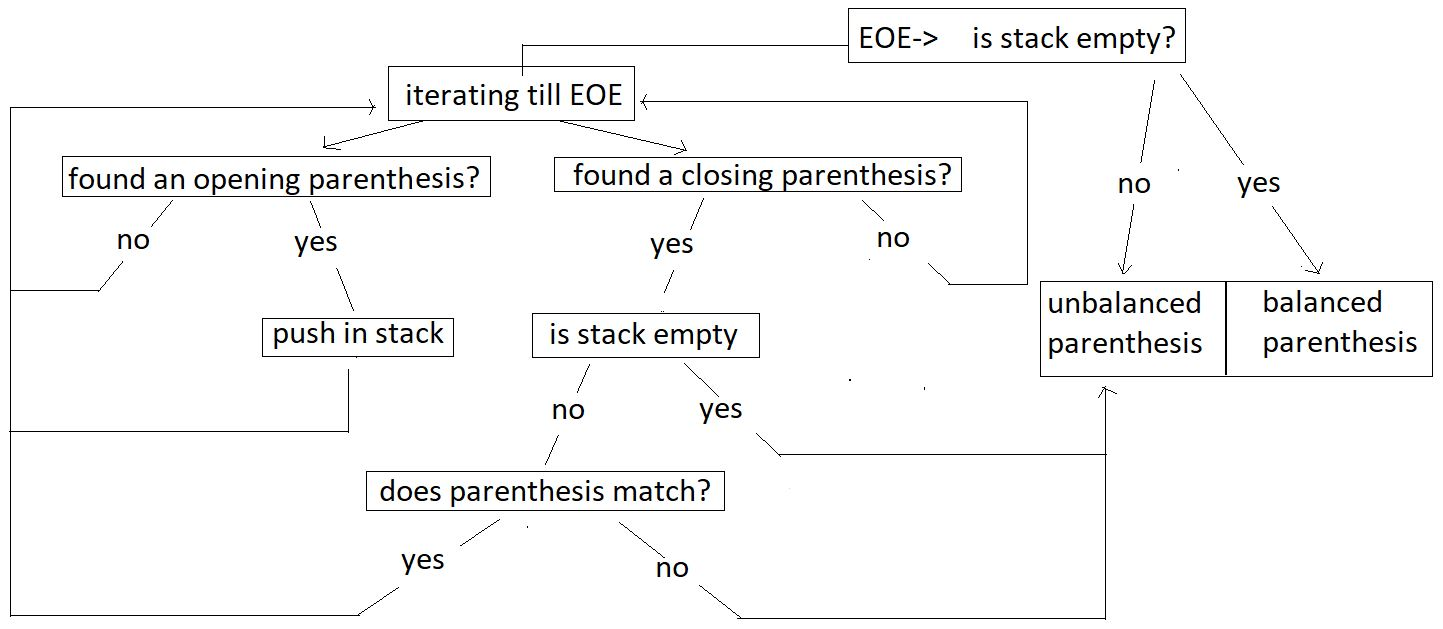 EOE-> is stack empty?
iterating till EOE
found an opening parenthesis?
found a closing parenthesis?
no
yes
no
yes
yes
no
push in stack
is stack empty
unbalanced
parenthesis
balanced
parenthesis
no
yes
does parenthesis match?
yes
no